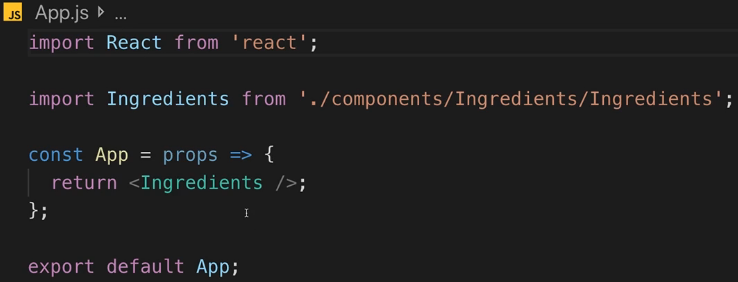 JS App.js > ...
import React from 'react';
import Ingredients from './components/Ingredients/Ingredients';
const App = props => {
return <Ingredients />;
};
export default App;